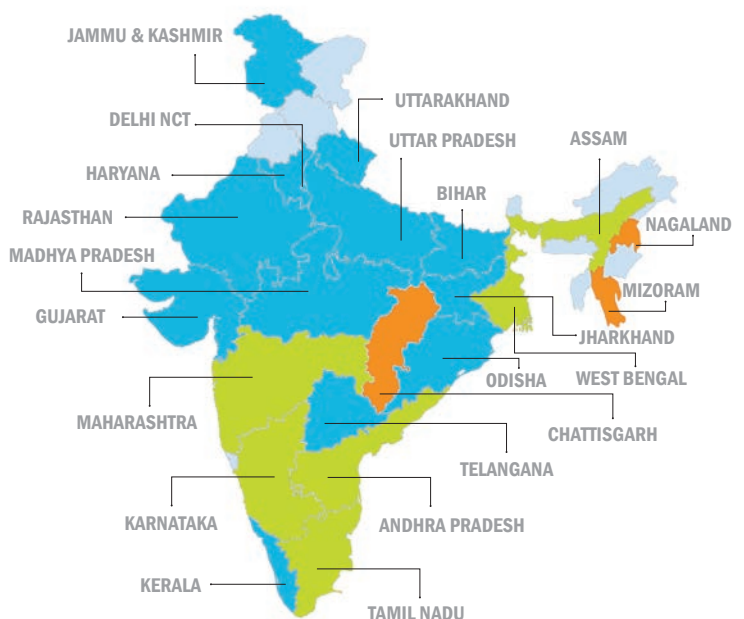 JAMMU & KASHMIR
UTTARAKHAND
DELHI NCT
UTTAR PRADESH
ASSAM
HARYANA
BIHAR
RAJASTHAN
NAGALAND
MADHYA PRADESH
MIZORAM
GUJARAT
JHARKHAND
ODISHA
WEST BENGAL
MAHARASHTRA
CHATTISGARH
TELANGANA
KARNATAKA
ANDHRA PRADESH
KERALA
TAMIL NADU